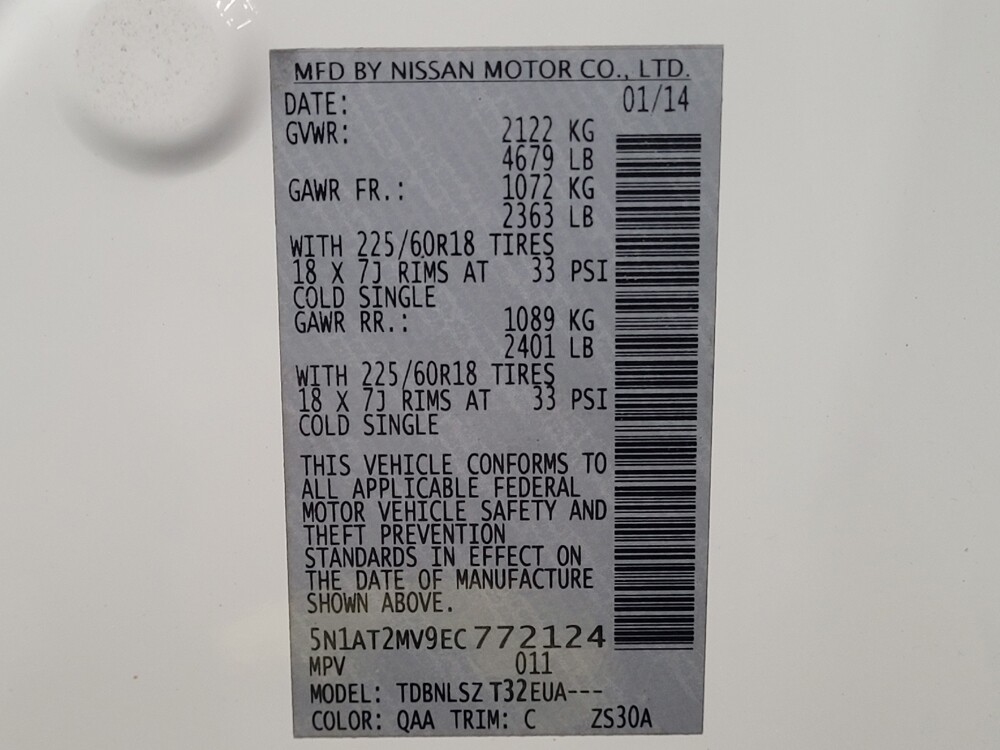 MFD BY NISSAN MOTOR CO., LTD.
DATE: 01/14
GVWR: 2122 KG
4679 LB
GAWR FR.: 1072 KG
2363 LB
WITH 225/60R18 TIRES
18 X 7J RIMS AT 33 PSI
COLD SINGLE
GAWR RR.: 1089 KG
2401 LB
WITH 225/60R18 TIRES
18 X 7J RIMS AT 33 PSI
COLD SINGLE
THIS VEHICLE CONFORMS TO
ALL APPLICABLE FEDERAL
MOTOR VEHICLE SAFETY AND
THEFT PREVENTION
STANDARDS IN EFFECT ON
THE DATE OF MANUFACTURE
SHOWN ABOVE.
5N1AT2MV9EC772124
MPV 011
MODEL: TDBNLSZ T32EUA---
COLOR: QAA TRIM: C ZS30A